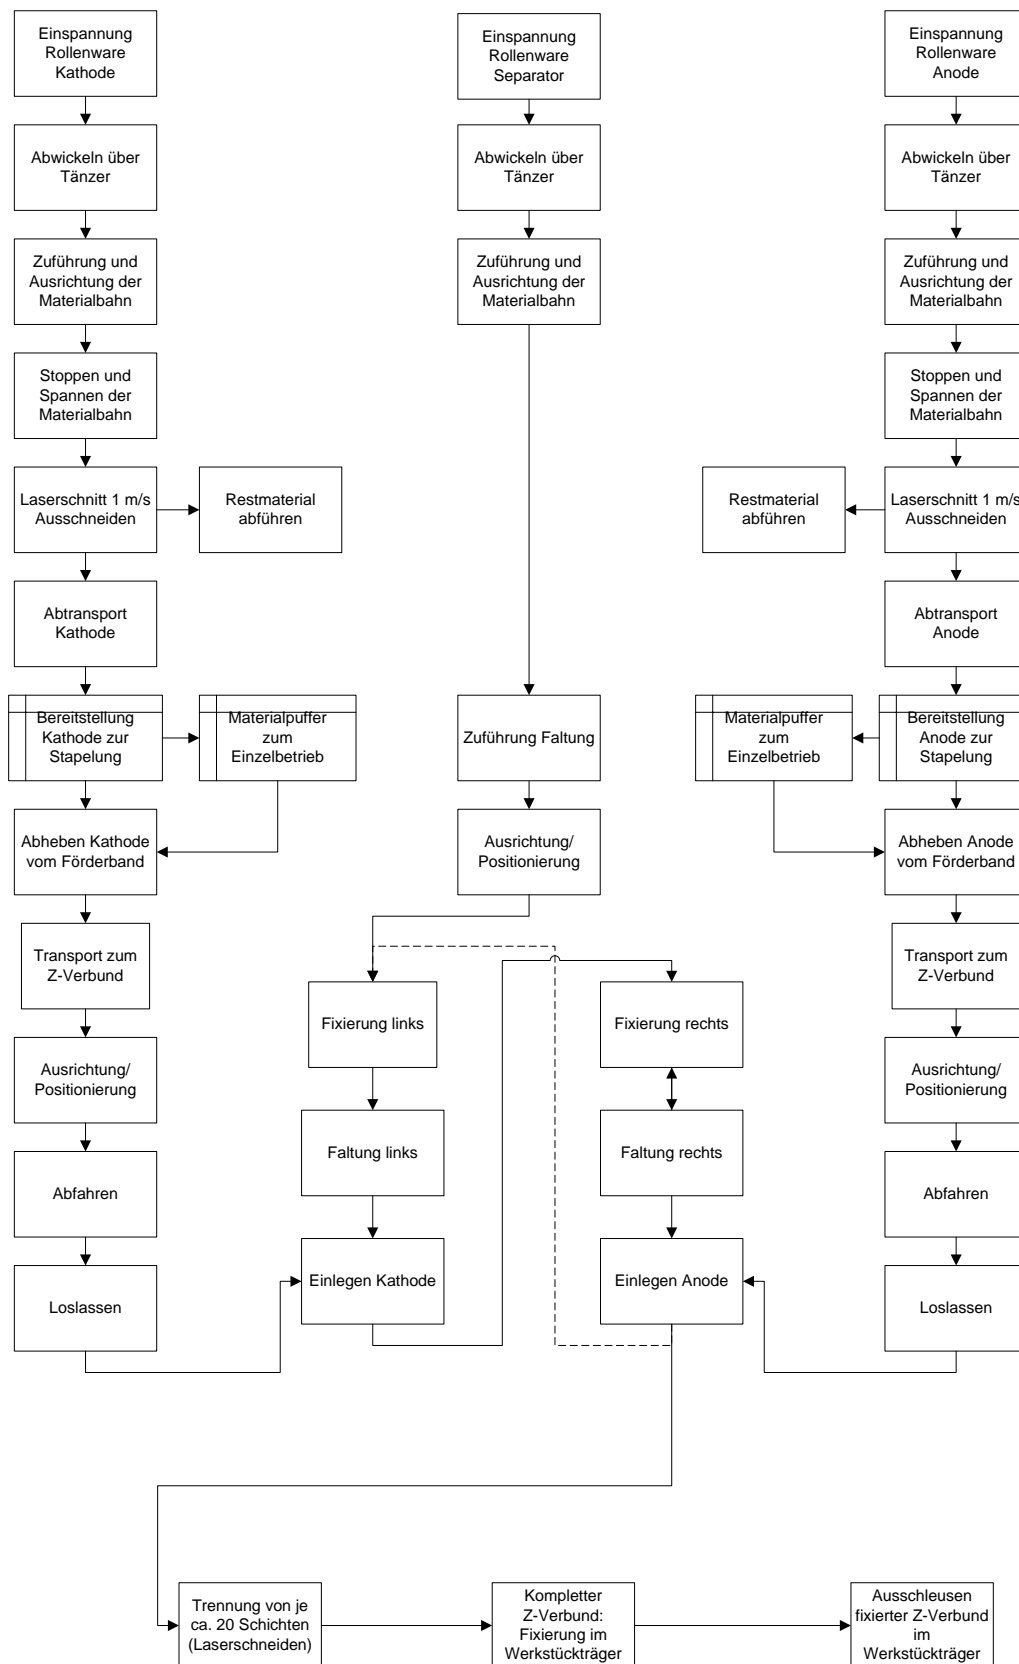 Einspannung
Rollenware
Kathode
Einspannung
Rollenware
Separator
Einspannung
Rollenware
Anode
Abwickeln über
Tänzer
Abwickeln über
Tänzer
Abwickeln über
Tänzer
Zuführung und
Ausrichtung der
Materialbahn
Zuführung und
Ausrichtung der
Materialbahn
Zuführung und
Ausrichtung der
Materialbahn
Stoppen und
Spannen der
Materialbahn
Stoppen und
Spannen der
Materialbahn
Laserschnitt 1 m/s
Ausschneiden
Restmaterial
abführen
Restmaterial
abführen
Laserschnitt 1 m/s
Ausschneiden
Abtransport
Kathode
Abtransport
Anode
Bereitstellung
Kathode zur
Stapelung
Materialpuffer
zum
Einzelbetrieb
Zuführung Faltung
Materialpuffer
zum
Einzelbetrieb
Bereitstellung
Anode zur
Stapelung
Abheben Kathode
vom Förderband
Ausrichtung/
Positionierung
Abheben Anode
vom Förderband
Transport zum
Z-Verbund
Transport zum
Z-Verbund
Fixierung links
Fixierung rechts
Ausrichtung/
Positionierung
Ausrichtung/
Positionierung
Faltung links
Faltung rechts
Abfahren
Abfahren
Einlegen Kathode
Einlegen Anode
Loslassen
Loslassen
Trennung von je
ca. 20 Schichten
(Laserschneiden)
Kompletter
Z-Verbund:
Fixierung im
Werkstückträger
Ausschleusen
fixierter Z-Verbund
im
Werkstückträger